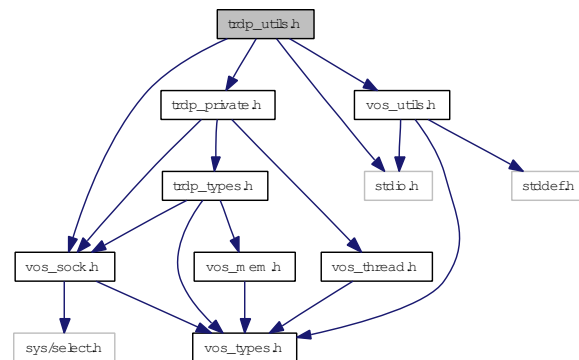 trdp_utils.h
trdp_private.h
vos_utils.h
trdp_types.h
stdio.h
stddef.h
vos_sock.h
vos_mem.h
vos_thread.h
sys/select.h
vos_types.h